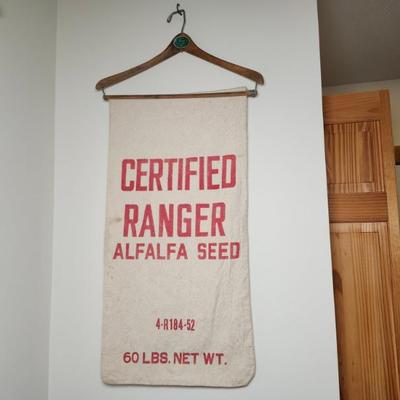 CERTIFIED
RANGER
ALFALFA SEED
4-R184-52
60 LBS. NET WT.